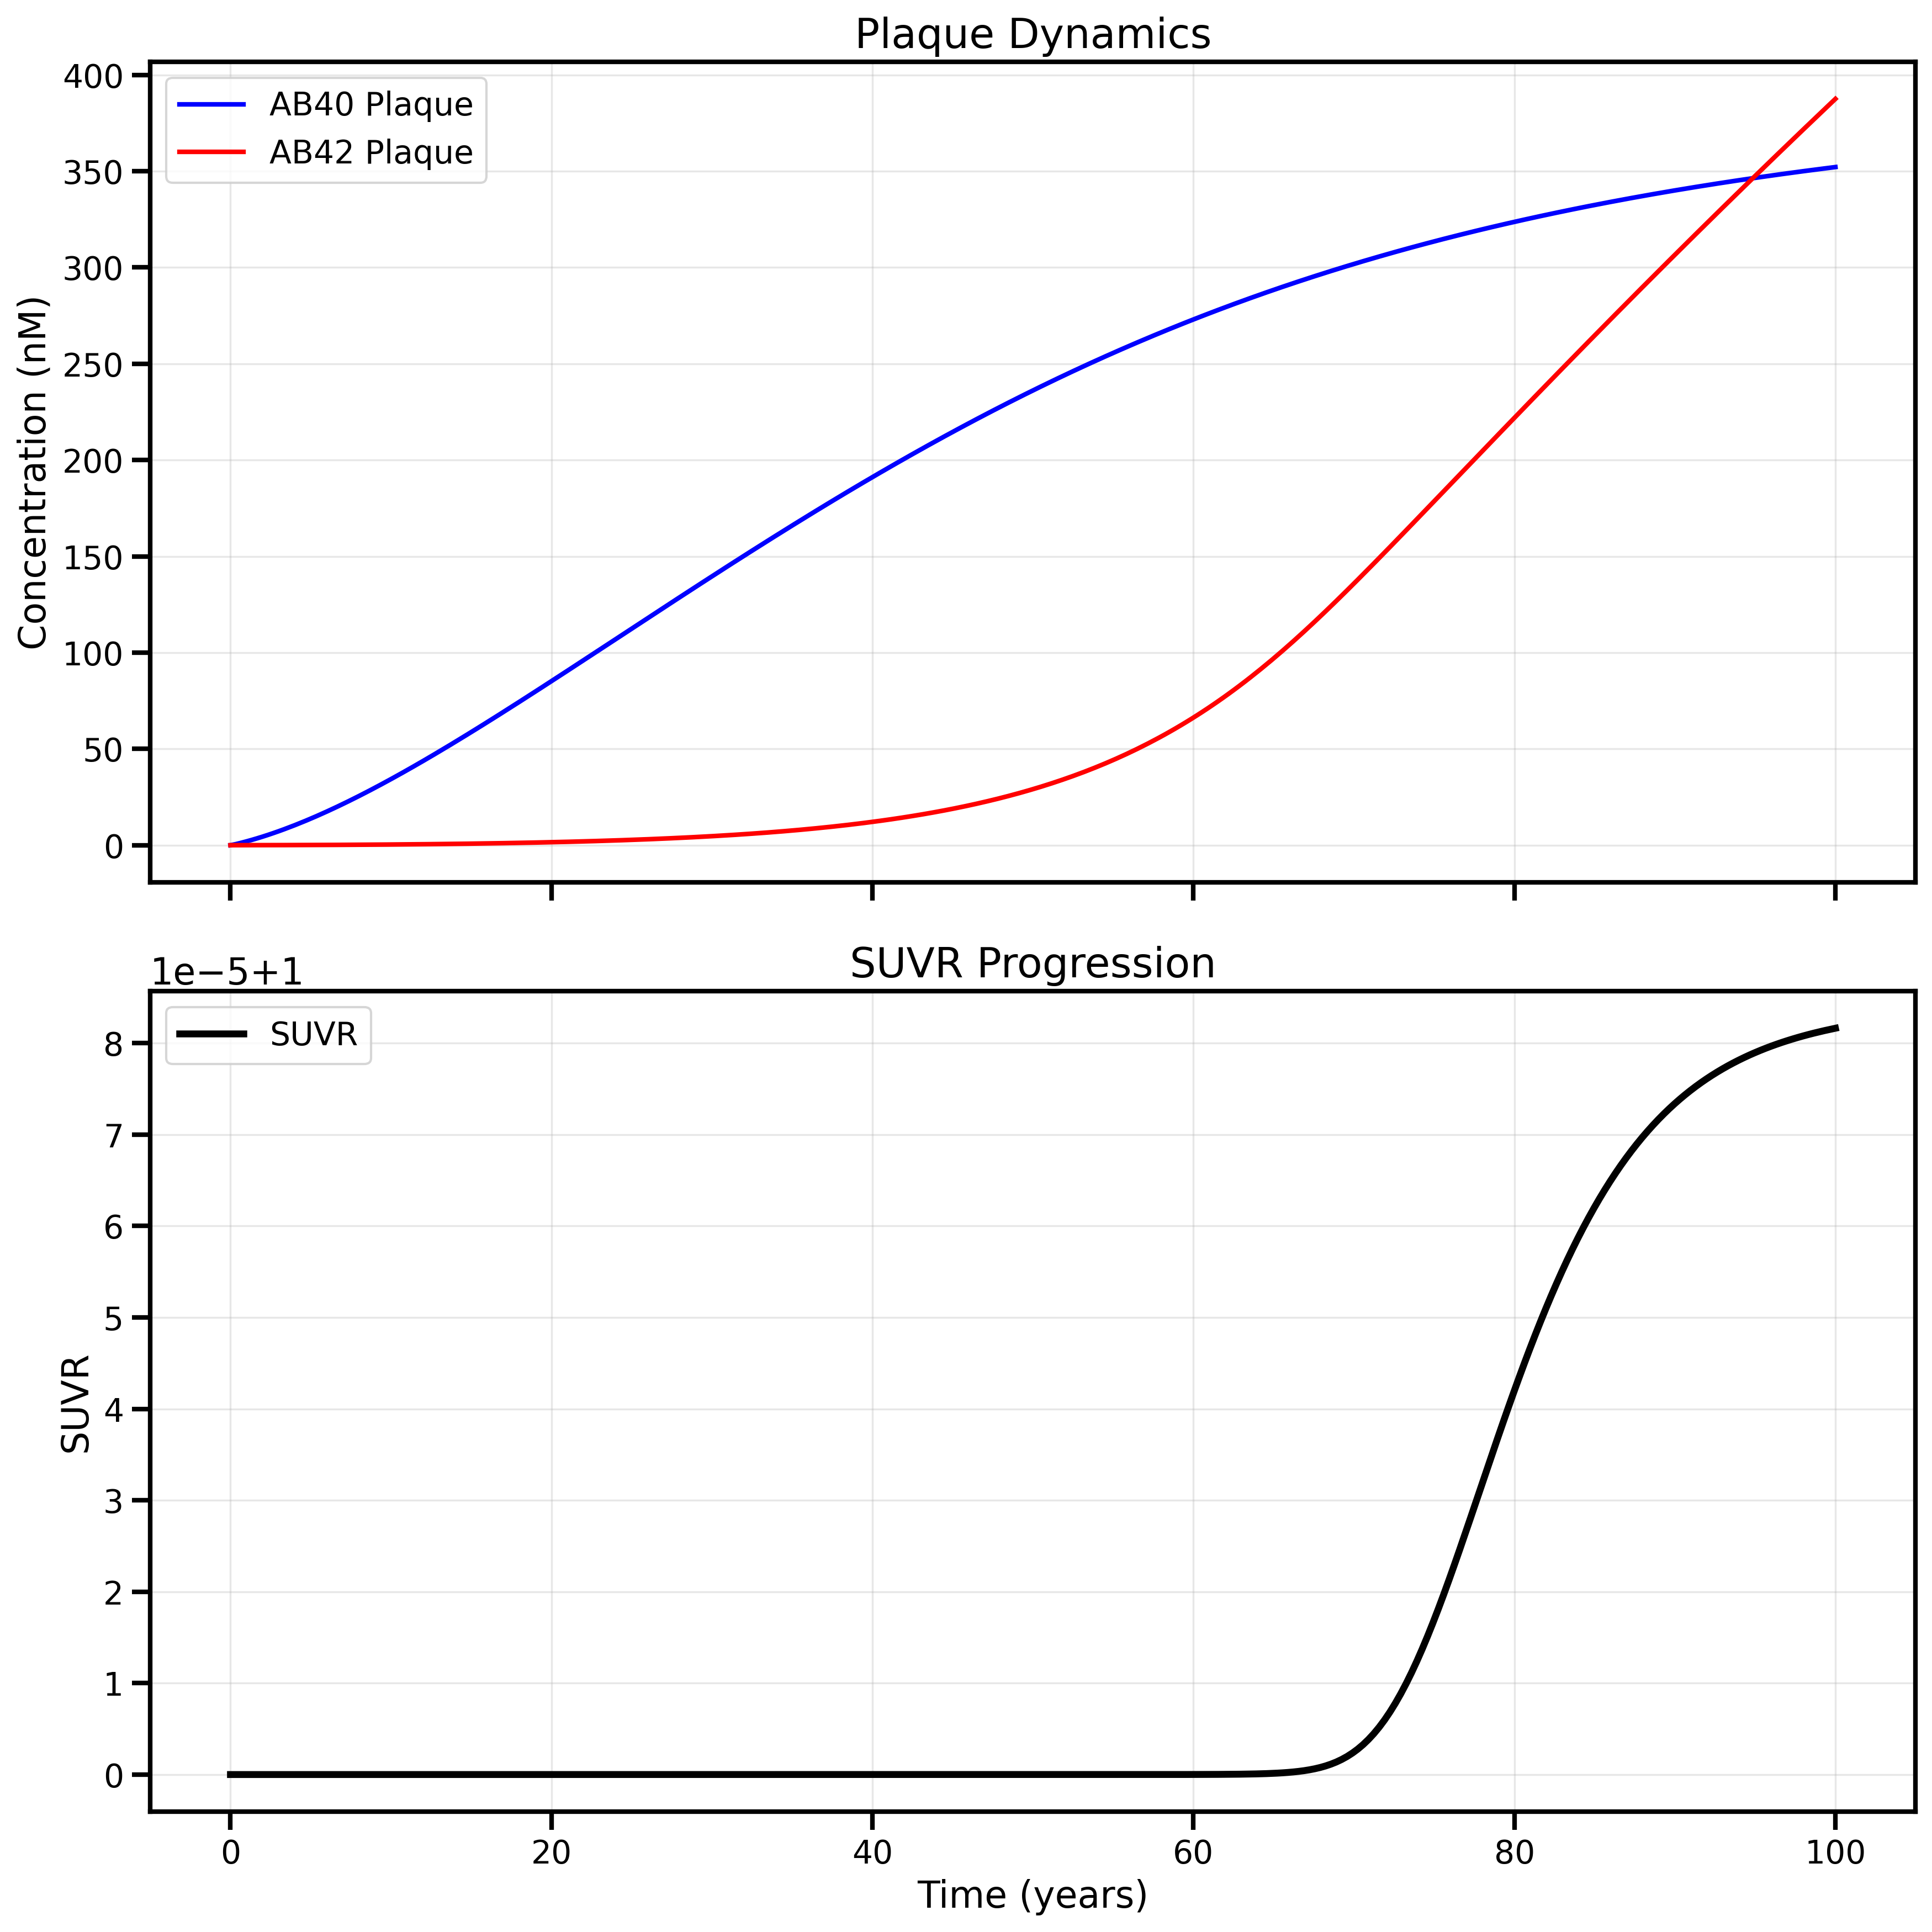 Plaque Dynamics
AB40 Plaque
AB42 Plaque
Concentration (nM)
400
350
300
250
200
150
100
50
0
SUVR Progression
1e−5+1
SUVR
SUVR
8
7
6
5
4
3
2
1
0
0 20 40 60 80 100
Time (years)